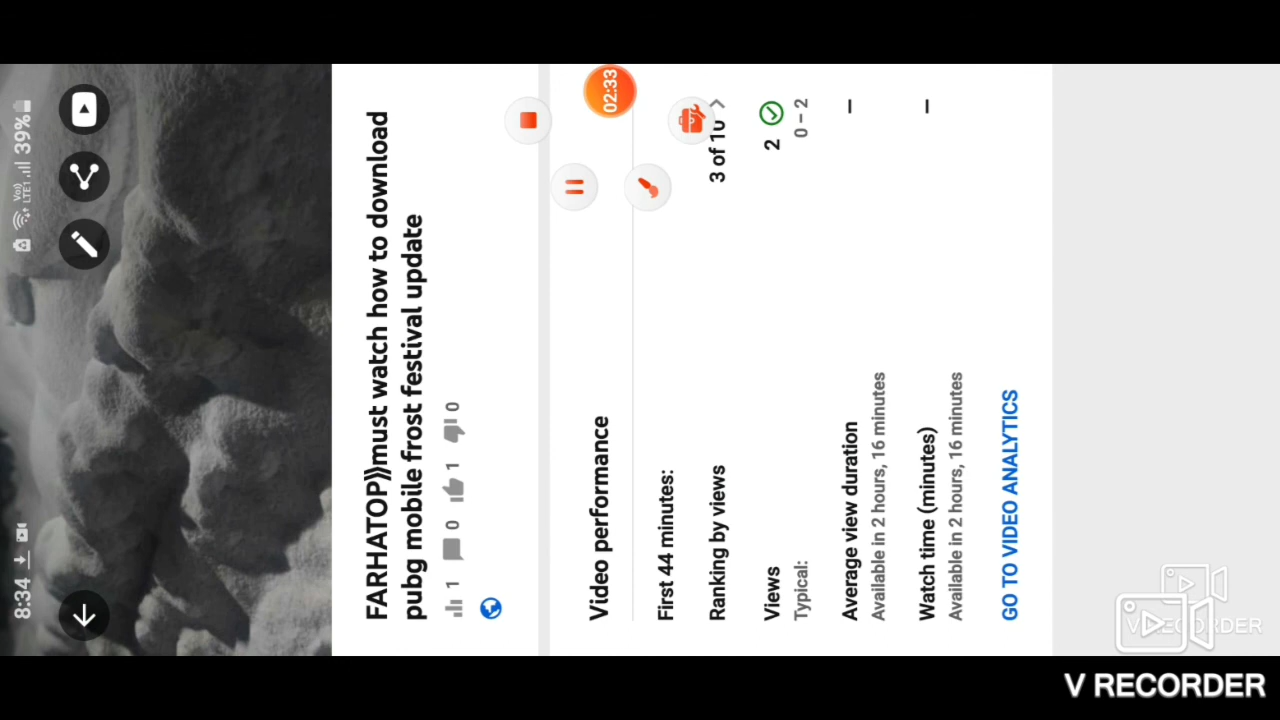 8:34
LTE1
39%
FARHATOP⟫must watch how to download
pubg mobile frost festival update
1 0 1 0
02:33
Video performance
First 44 minutes:
Ranking by views 3 of 10
Views 2
Typical: 0 – 2
Average view duration –
Available in 2 hours, 16 minutes
Watch time (minutes) –
Available in 2 hours, 16 minutes
GO TO VIDEO ANALYTICS
V RECORDER
V RECORDER